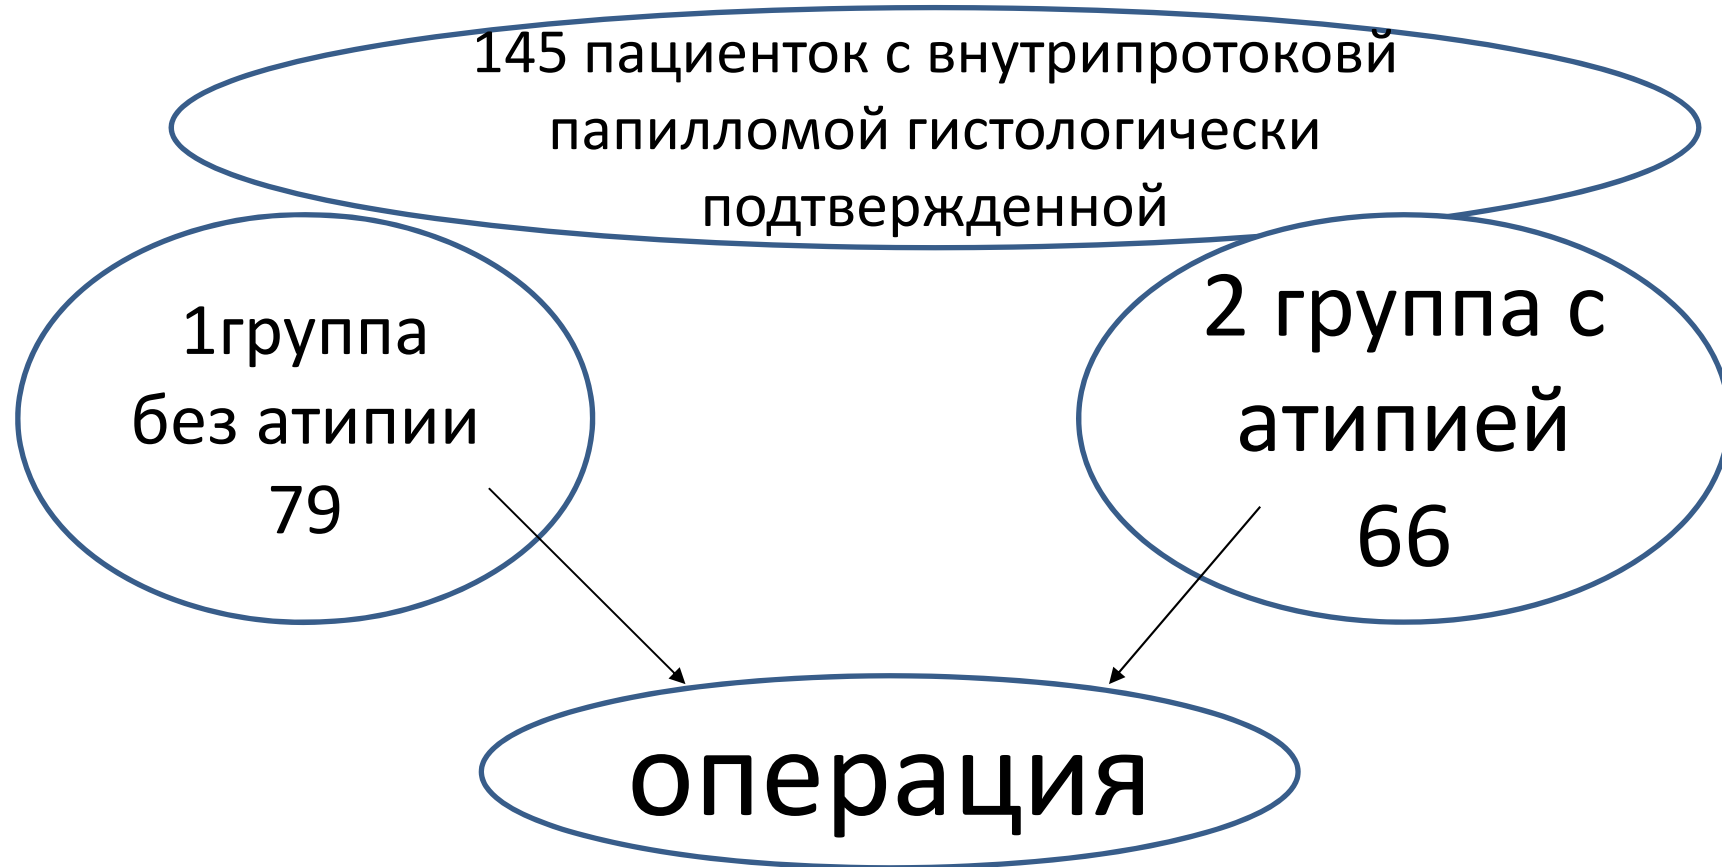 145 пациенток с внутрипротоковй
папилломой гистологически
подтвержденной
1группа
без атипии
79
2 группа с
атипией
66
операция